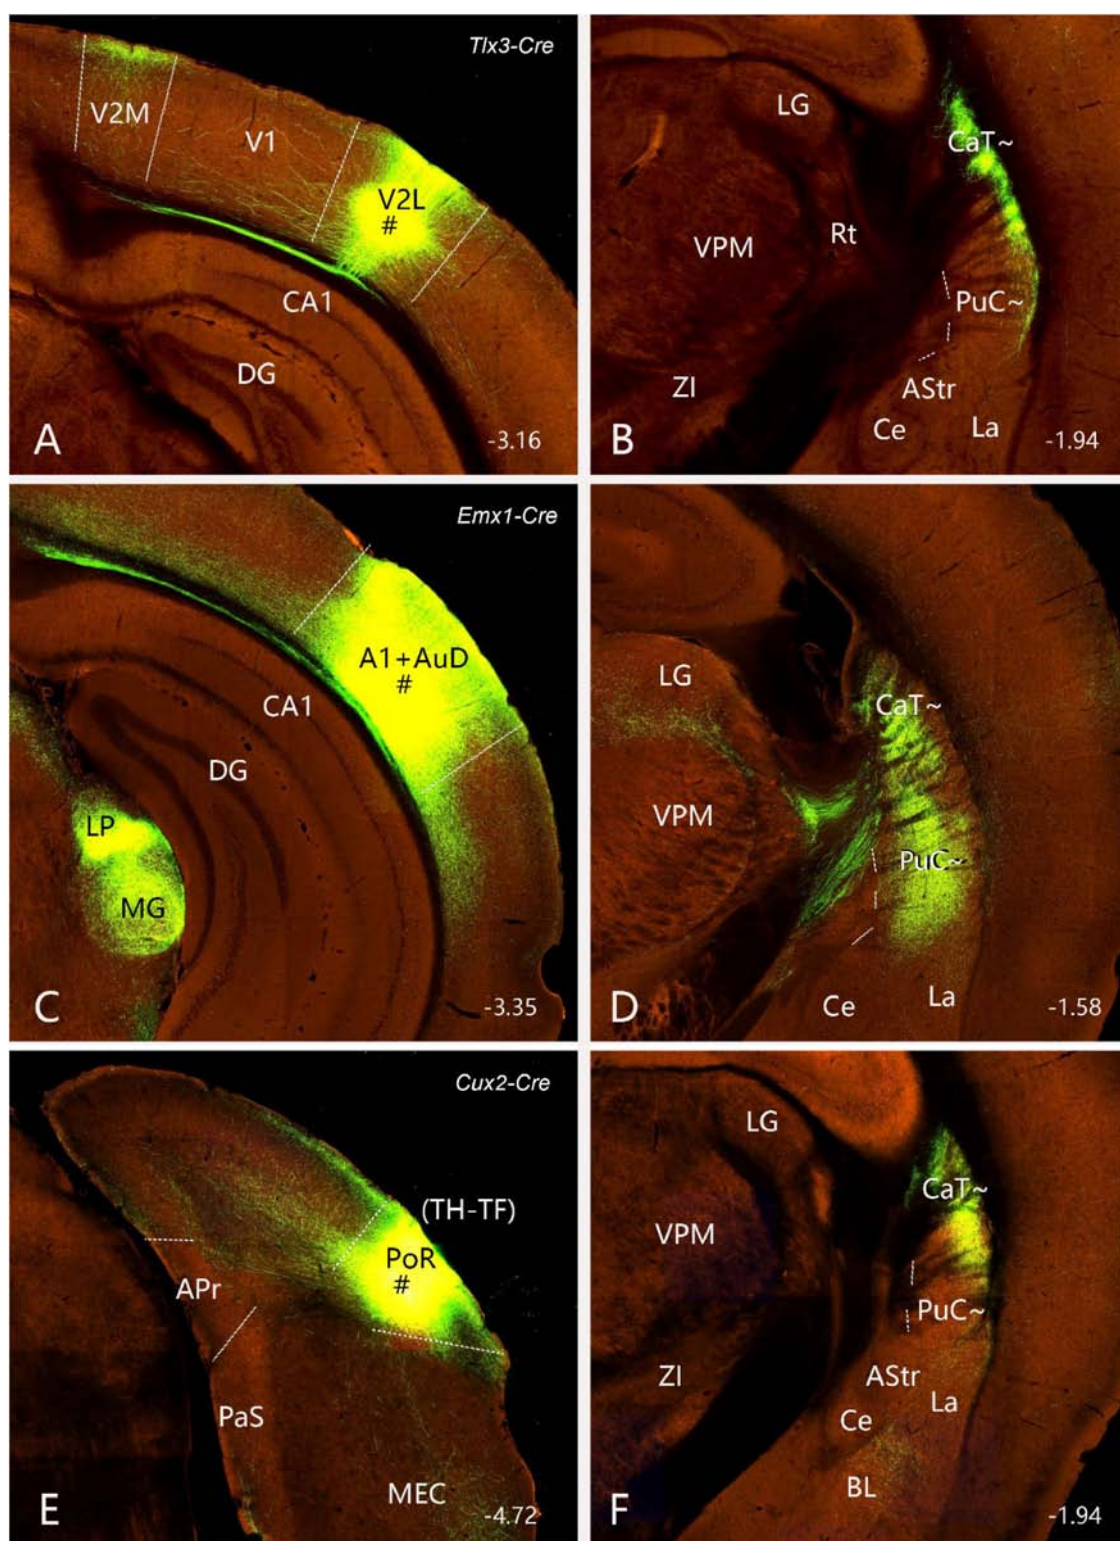 Tlx3-Cre
V2M
V1
V2L
#
CA1
DG
A
-3.16
LG
CaT~
VPM
Rt
PuC~
ZI
AStr
Ce
La
B
-1.94
Emx1-Cre
A1+AuD
#
CA1
DG
LP
MG
C
-3.35
LG
CaT~
VPM
PuC~
Ce
La
D
-1.58
Cux2-Cre
(TH-TF)
PoR
#
APr
PaS
MEC
E
-4.72
LG
CaT~
VPM
PuC~
ZI
AStr
La
Ce
BL
F
-1.94